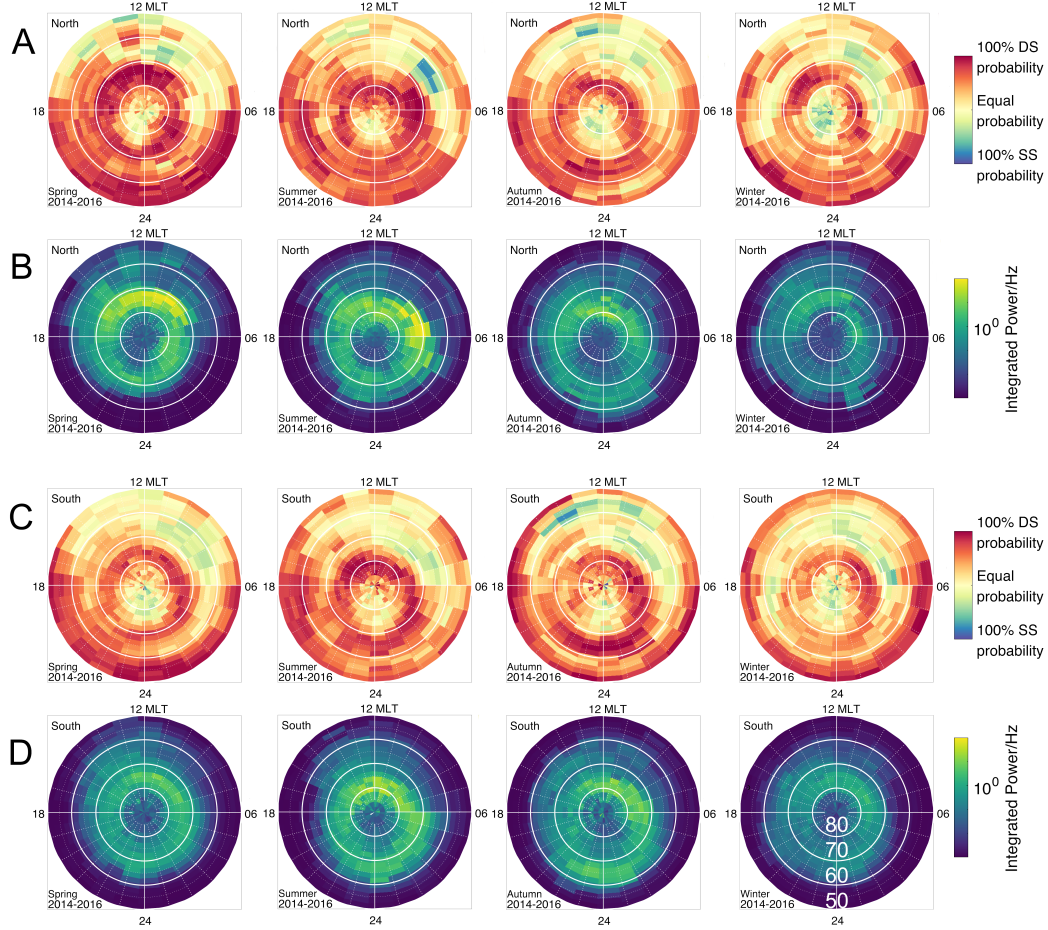 A
12 MLT
12 MLT
12 MLT
12 MLT
North
North
North
North
18
18
18
18
06
06
06
06
Spring
2014-2016
Summer
2014-2016
Autumn
2014-2016
Winter
2014-2016
24
24
24
24
100% DS
probability
Equal
probability
100% SS
probability
B
12 MLT
12 MLT
12 MLT
12 MLT
North
North
North
North
18
18
18
18
06
06
06
06
Spring
2014-2016
Summer
2014-2016
Autumn
2014-2016
Winter
2014-2016
24
24
24
24
10^0
Integrated Power/Hz
C
12 MLT
12 MLT
12 MLT
12 MLT
South
South
South
South
18
18
18
18
06
06
06
06
Spring
2014-2016
Summer
2014-2016
Autumn
2014-2016
Winter
2014-2016
24
24
24
24
100% DS
probability
Equal
probability
100% SS
probability
D
12 MLT
12 MLT
12 MLT
12 MLT
South
South
South
South
18
18
18
18
06
06
06
06
80
70
60
50
Spring
2014-2016
Summer
2014-2016
Autumn
2014-2016
Winter
2014-2016
24
24
24
24
10^0
Integrated Power/Hz